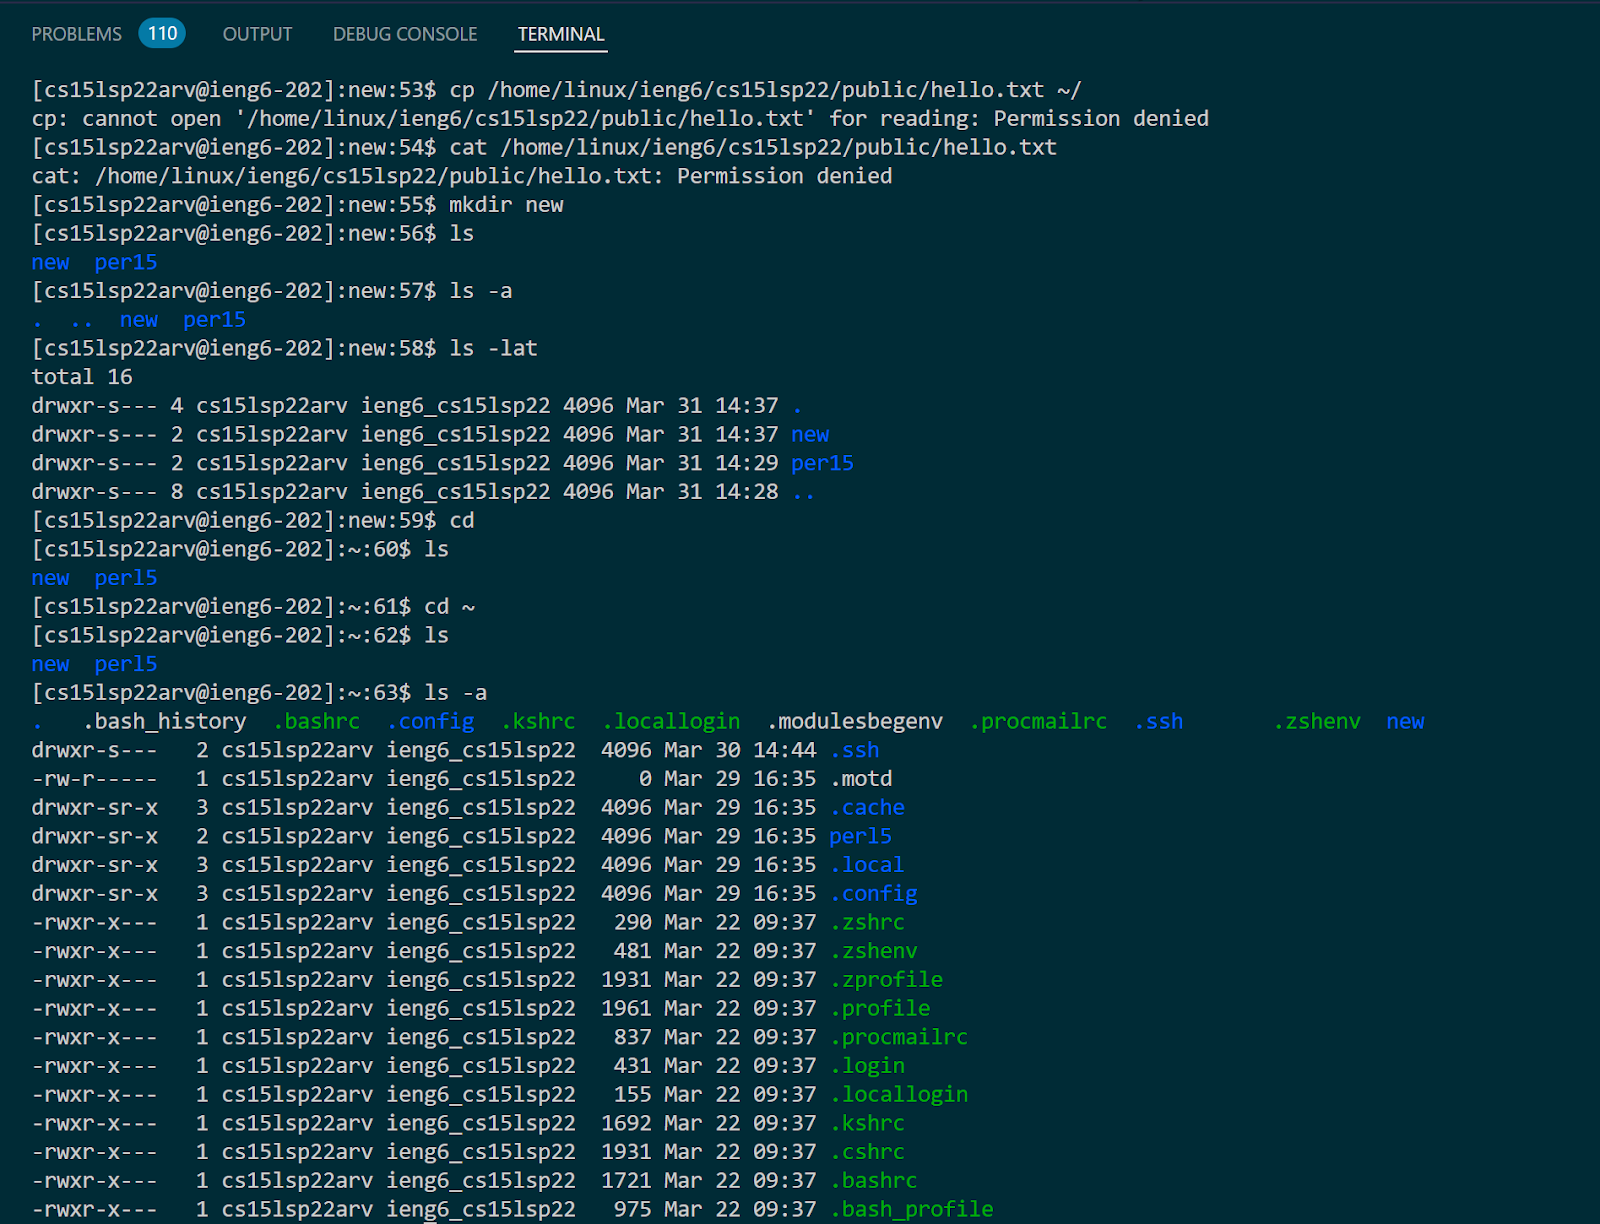 PROBLEMS 110 OUTPUT DEBUG CONSOLE TERMINAL
[cs15lsp22arv@ieng6-202]:new:53$ cp /home/linux/ieng6/cs15lsp22/public/hello.txt ~/
cp: cannot open '/home/linux/ieng6/cs15lsp22/public/hello.txt' for reading: Permission denied
[cs15lsp22arv@ieng6-202]:new:54$ cat /home/linux/ieng6/cs15lsp22/public/hello.txt
cat: /home/linux/ieng6/cs15lsp22/public/hello.txt: Permission denied
[cs15lsp22arv@ieng6-202]:new:55$ mkdir new
[cs15lsp22arv@ieng6-202]:new:56$ ls
new  per15
[cs15lsp22arv@ieng6-202]:new:57$ ls -a
.  ..  new  per15
[cs15lsp22arv@ieng6-202]:new:58$ ls -lat
total 16
drwxr-s--- 4 cs15lsp22arv ieng6_cs15lsp22 4096 Mar 31 14:37 .
drwxr-s--- 2 cs15lsp22arv ieng6_cs15lsp22 4096 Mar 31 14:37 new
drwxr-s--- 2 cs15lsp22arv ieng6_cs15lsp22 4096 Mar 31 14:29 per15
drwxr-s--- 8 cs15lsp22arv ieng6_cs15lsp22 4096 Mar 31 14:28 ..
[cs15lsp22arv@ieng6-202]:new:59$ cd
[cs15lsp22arv@ieng6-202]:~:60$ ls
new  perl5
[cs15lsp22arv@ieng6-202]:~:61$ cd ~
[cs15lsp22arv@ieng6-202]:~:62$ ls
new  perl5
[cs15lsp22arv@ieng6-202]:~:63$ ls -a
.   .bash_history  .bashrc  .config  .kshrc  .locallogin  .modulesbegenv  .procmailrc  .ssh       .zshenv  new
drwxr-s---   2 cs15lsp22arv ieng6_cs15lsp22  4096 Mar 30 14:44 .ssh
-rw-r-----   1 cs15lsp22arv ieng6_cs15lsp22     0 Mar 29 16:35 .motd
drwxr-sr-x   3 cs15lsp22arv ieng6_cs15lsp22  4096 Mar 29 16:35 .cache
drwxr-sr-x   2 cs15lsp22arv ieng6_cs15lsp22  4096 Mar 29 16:35 perl5
drwxr-sr-x   3 cs15lsp22arv ieng6_cs15lsp22  4096 Mar 29 16:35 .local
drwxr-sr-x   3 cs15lsp22arv ieng6_cs15lsp22  4096 Mar 29 16:35 .config
-rwxr-x---   1 cs15lsp22arv ieng6_cs15lsp22   290 Mar 22 09:37 .zshrc
-rwxr-x---   1 cs15lsp22arv ieng6_cs15lsp22   481 Mar 22 09:37 .zshenv
-rwxr-x---   1 cs15lsp22arv ieng6_cs15lsp22  1931 Mar 22 09:37 .zprofile
-rwxr-x---   1 cs15lsp22arv ieng6_cs15lsp22  1961 Mar 22 09:37 .profile
-rwxr-x---   1 cs15lsp22arv ieng6_cs15lsp22   837 Mar 22 09:37 .procmailrc
-rwxr-x---   1 cs15lsp22arv ieng6_cs15lsp22   431 Mar 22 09:37 .login
-rwxr-x---   1 cs15lsp22arv ieng6_cs15lsp22   155 Mar 22 09:37 .locallogin
-rwxr-x---   1 cs15lsp22arv ieng6_cs15lsp22  1692 Mar 22 09:37 .kshrc
-rwxr-x---   1 cs15lsp22arv ieng6_cs15lsp22  1931 Mar 22 09:37 .cshrc
-rwxr-x---   1 cs15lsp22arv ieng6_cs15lsp22  1721 Mar 22 09:37 .bashrc
-rwxr-x---   1 cs15lsp22arv ieng6_cs15lsp22   975 Mar 22 09:37 .bash_profile